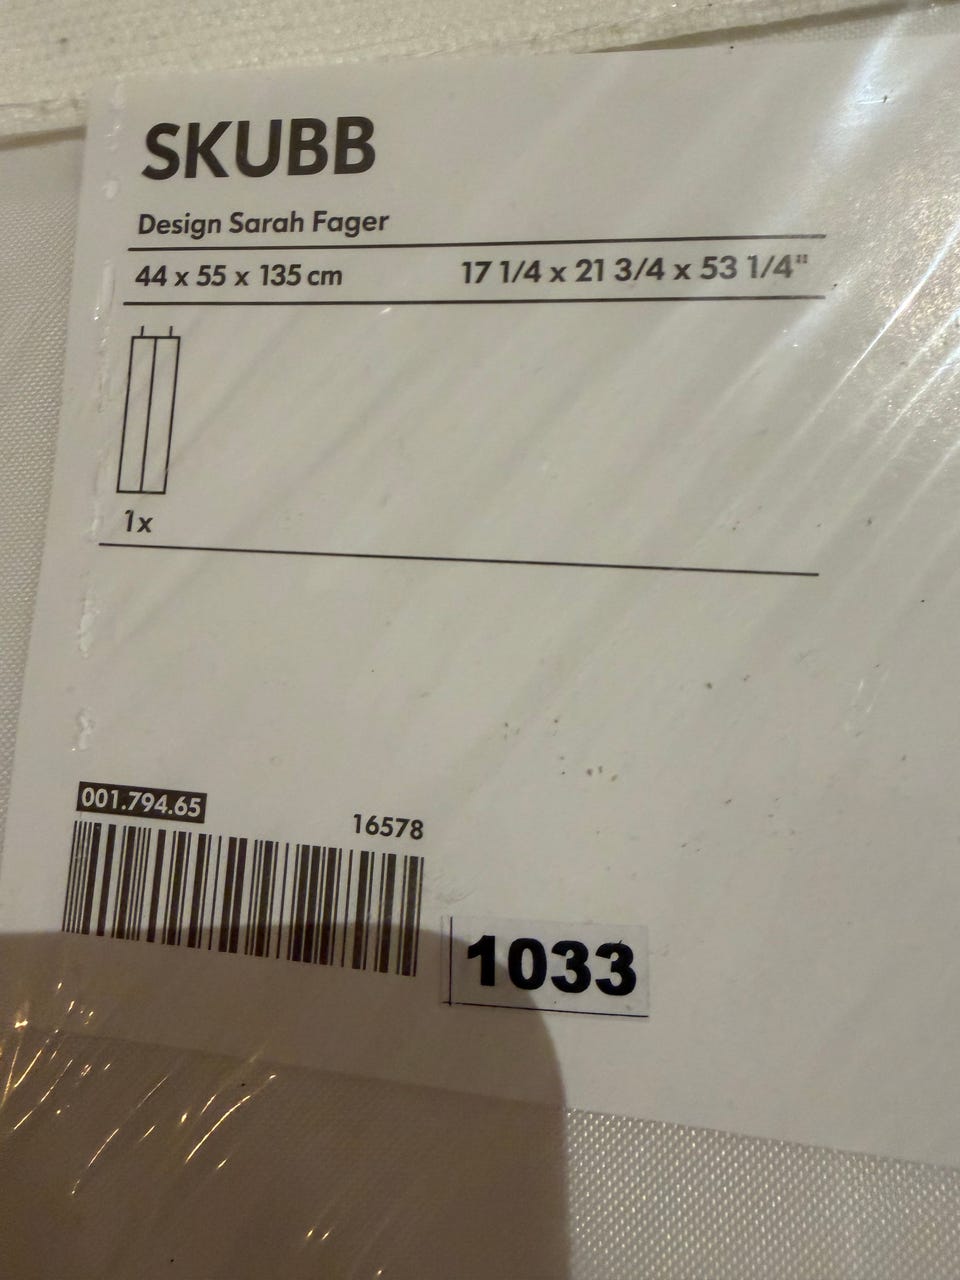 SKUBB
Design Sarah Fager
44 x 55 x 135 cm 17 1/4 x 21 3/4 x 53 1/4"
1x
001.794.65
16578
1033